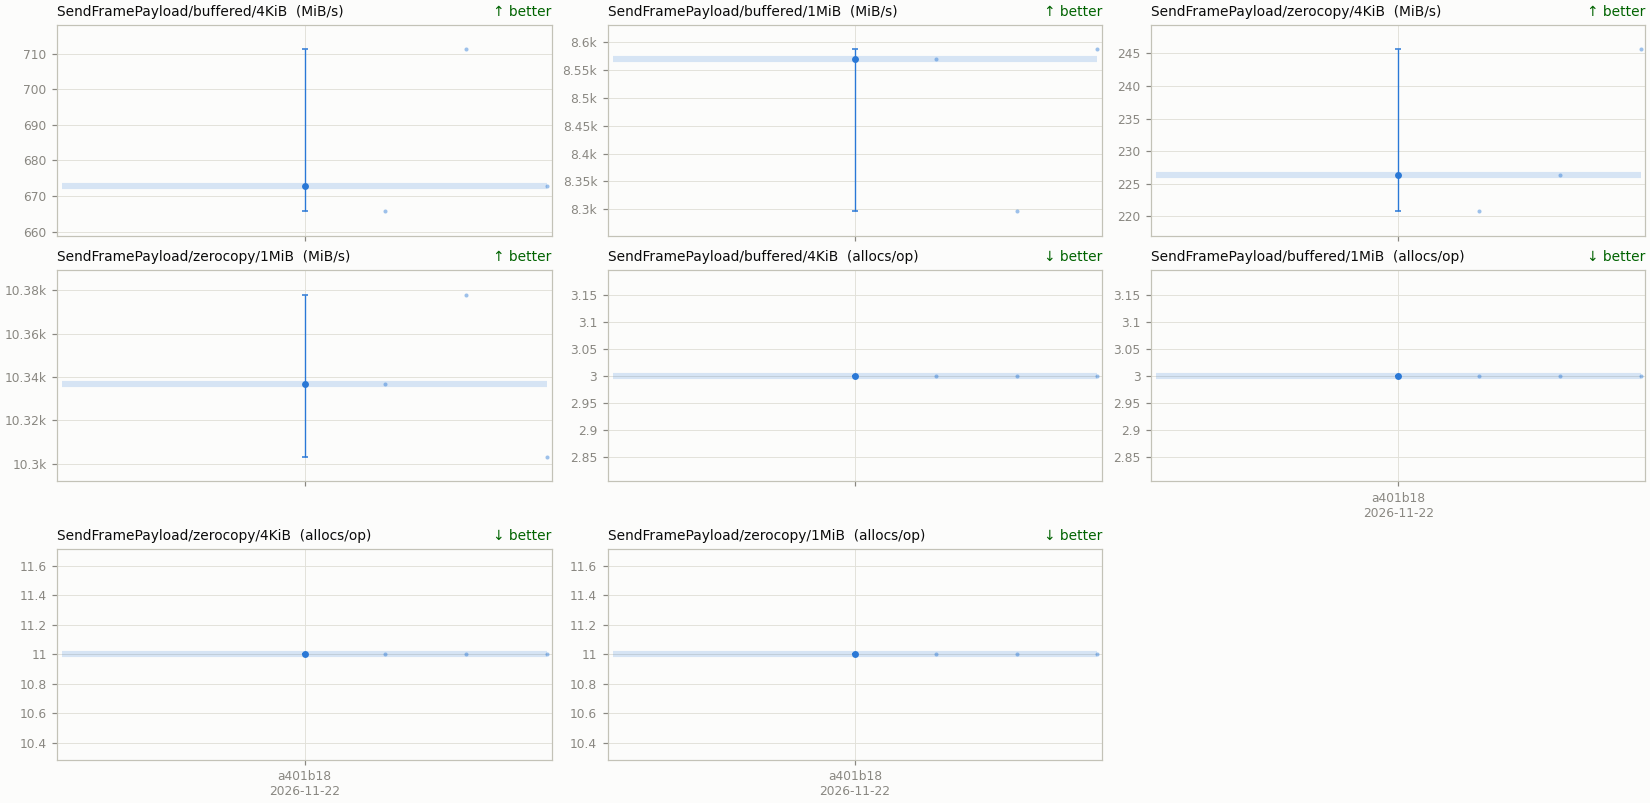 SendFramePayload/buffered/4KiB (MiB/s) ↑ better
710
700
690
680
670
660
SendFramePayload/buffered/1MiB (MiB/s) ↑ better
8.6k
8.55k
8.5k
8.45k
8.4k
8.35k
8.3k
SendFramePayload/zerocopy/4KiB (MiB/s) ↑ better
245
240
235
230
225
220
SendFramePayload/zerocopy/1MiB (MiB/s) ↑ better
10.38k
10.36k
10.34k
10.32k
10.3k
SendFramePayload/buffered/4KiB (allocs/op) ↓ better
3.15
3.1
3.05
3
2.95
2.9
2.85
SendFramePayload/buffered/1MiB (allocs/op) ↓ better
3.15
3.1
3.05
3
2.95
2.9
2.85
a401b18
2026-11-22
SendFramePayload/zerocopy/4KiB (allocs/op) ↓ better
11.6
11.4
11.2
11
10.8
10.6
10.4
a401b18
2026-11-22
SendFramePayload/zerocopy/1MiB (allocs/op) ↓ better
11.6
11.4
11.2
11
10.8
10.6
10.4
a401b18
2026-11-22